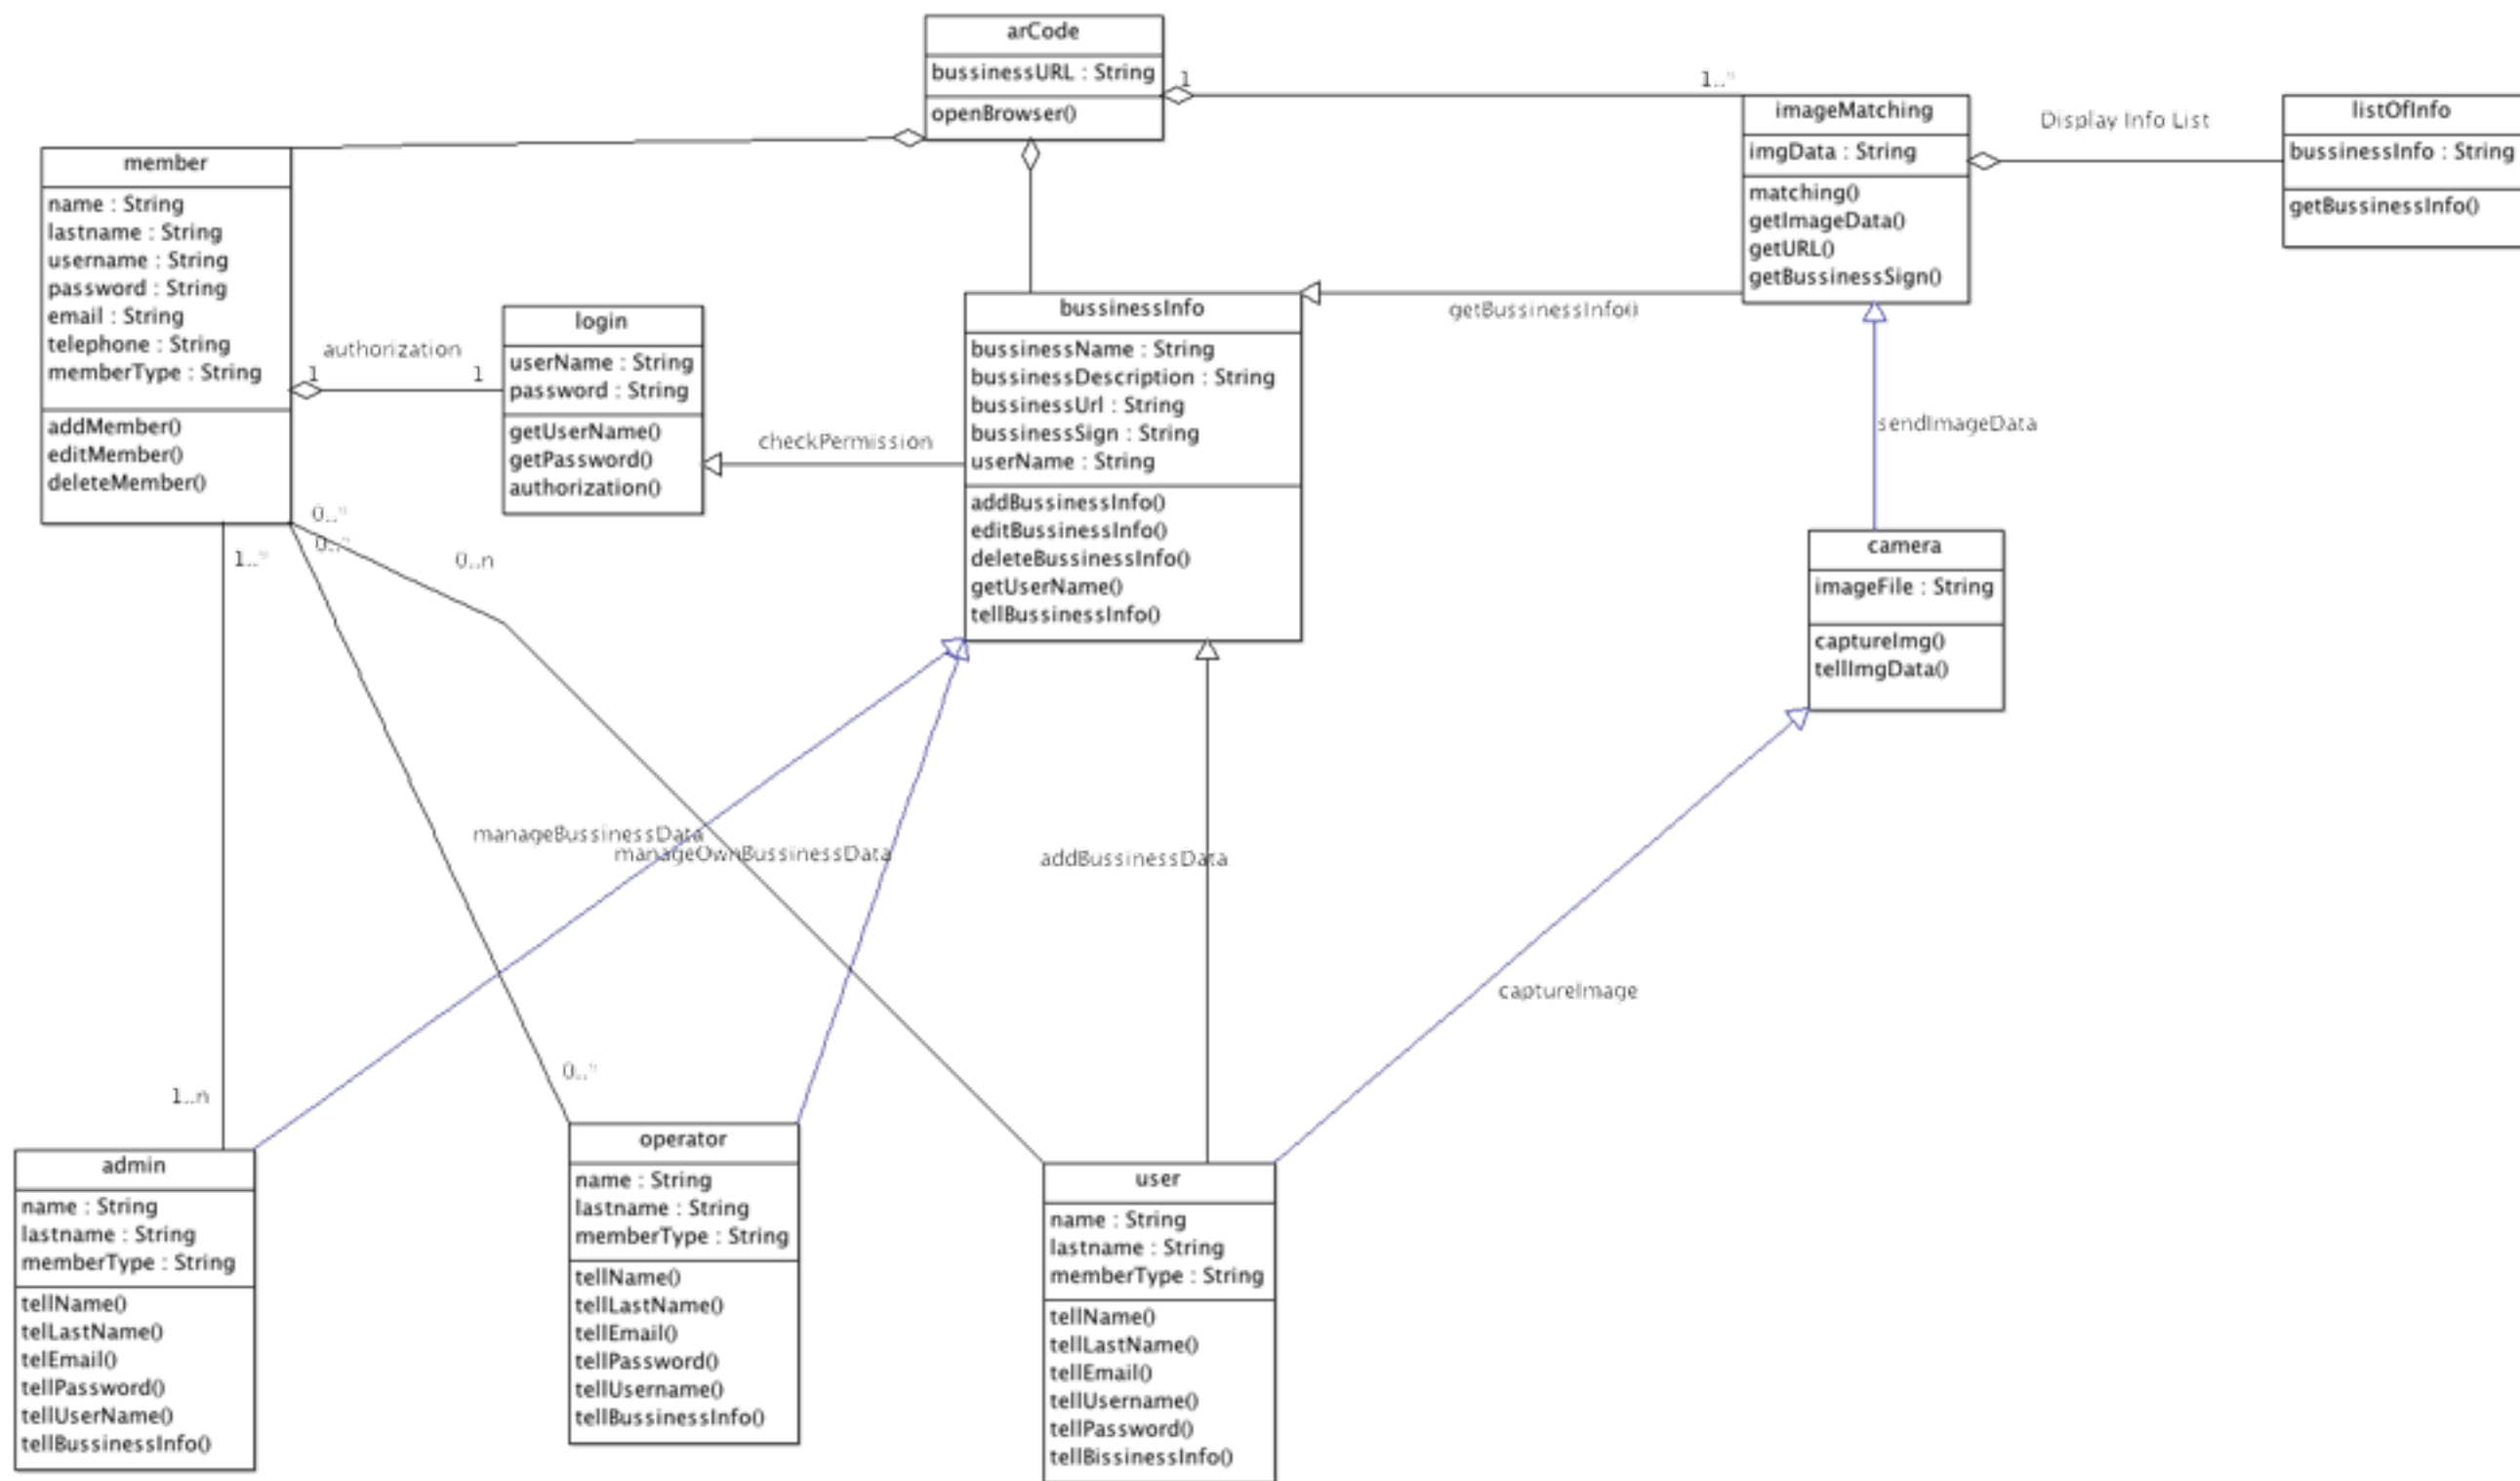 arCode
bussinessURL : String
openBrowser()
1
1..*
imageMatching
imgData : String
matching()
getImageData()
getURL()
getBussinessSign()
Display Info List
listOfInfo
bussinessInfo : String
getBussinessInfo()
member
name : String
lastname : String
username : String
password : String
email : String
telephone : String
memberType : String
addMember()
editMember()
deleteMember()
authorization
1
1
login
userName : String
password : String
getUserName()
getPassword()
authorization()
checkPermission
bussinessInfo
bussinessName : String
bussinessDescription : String
bussinessUrl : String
bussinessSign : String
userName : String
addBussinessInfo()
editBussinessInfo()
deleteBussinessInfo()
getUserName()
tellBussinessInfo()
getBussinessInfo()
sendImageData
camera
imageFile : String
captureImg()
tellImgData()
0..*
0..*
1..*
0..n
manageBussinessData
manageOwnBussinessData
addBussinessData
captureImage
0..*
1..n
admin
name : String
lastname : String
memberType : String
tellName()
telLastName()
telEmail()
tellPassword()
tellUserName()
tellBussinessInfo()
operator
name : String
lastname : String
memberType : String
tellName()
tellLastName()
tellEmail()
tellPassword()
tellUsername()
tellBussinessInfo()
user
name : String
lastname : String
memberType : String
tellName()
tellLastName()
tellEmail()
tellUsername()
tellPassword()
tellBissinessInfo()